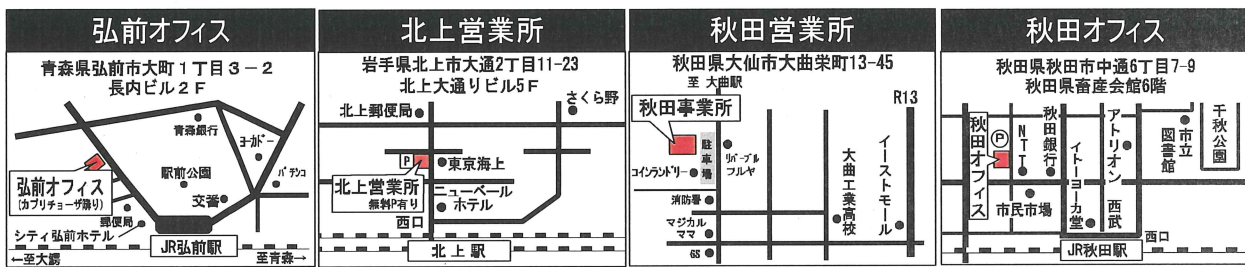 弘前オフィス
青森県弘前市大町1丁目3-2
長内ビル2F
青森銀行
ヨーカドー
パチンコ
駅前公園
弘前オフィス
(カプリチョーザ隣り)
交番
郵便局
シティ弘前ホテル
JR弘前駅
←至大鰐
至青森→
北上営業所
岩手県北上市大通2丁目11-23
北上大通りビル5F
さくら野
北上郵便局
P
東京海上
北上営業所
無料P有り
ニューベール
ホテル
西口
北上駅
秋田営業所
秋田県大仙市大曲栄町13-45
至 大曲駅
R13
秋田事業所
駐車場
リバーブル
フルヤ
コインランドリー
消防署
マジカル
ママ
GS
大曲工業高校
イーストモール
秋田オフィス
秋田県秋田市中通6丁目7-9
秋田県畜産会館6階
秋田オフィス
P
NTT
秋田銀行
イトーヨーカ堂
アトリオン
西武
市立
図書館
千秋公園
市民市場
西口
JR秋田駅